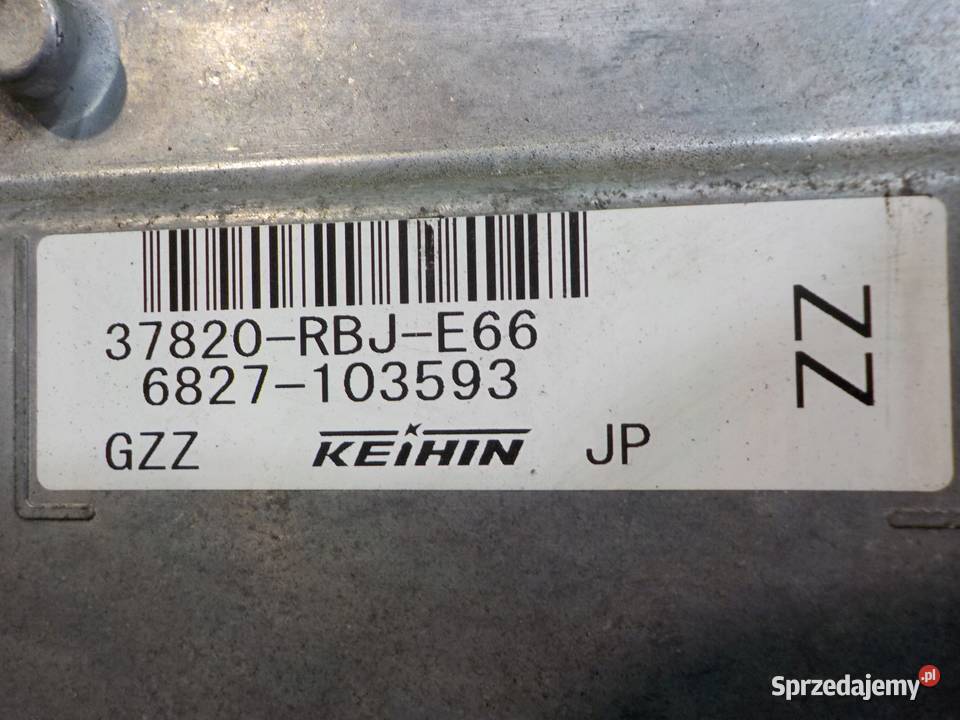 37820-RBJ-E66
6827-103593
GZZ KEIHIN JP
ZZ
Sprzedajemy.pl